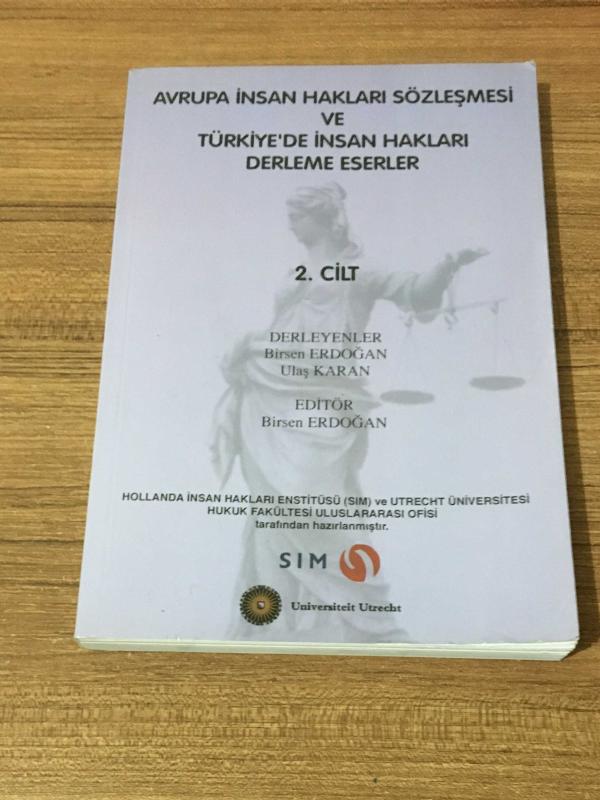 AVRUPA İNSAN HAKLARI SÖZLEŞMESİ
VE
TÜRKİYE'DE İNSAN HAKLARI
DERLEME ESERLER
2. CİLT
DERLEYENLER
Birsen ERDOĞAN
Ulaş KARAN
EDİTÖR
Birsen ERDOĞAN
HOLLANDA İNSAN HAKLARI ENSTİTÜSÜ (SIM) ve UTRECHT ÜNİVERSİTESİ
HUKUK FAKÜLTESİ ULUSLARARASI OFİSİ
tarafından hazırlanmıştır.
SIM
Universiteit Utrecht